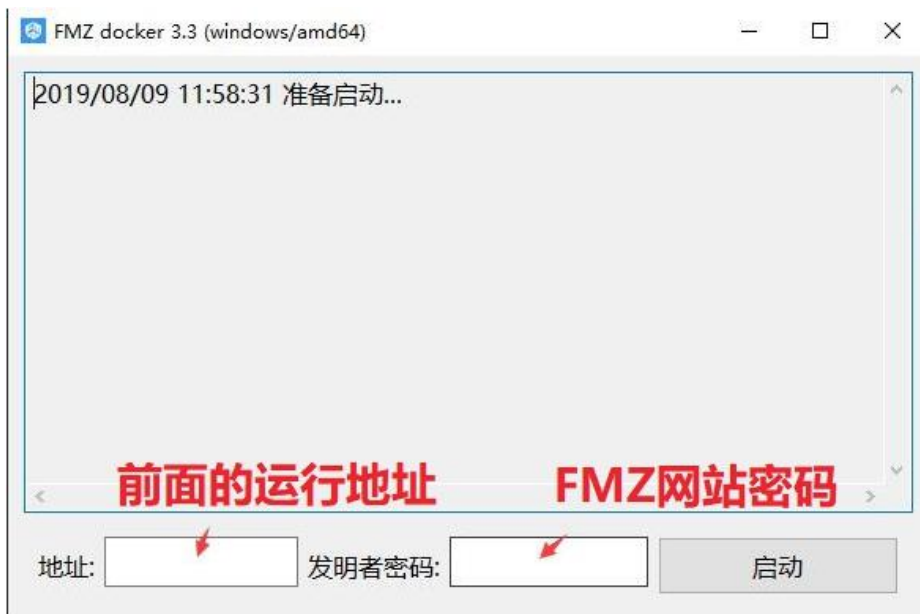 FMZ docker 3.3 (windows/amd64)
2019/08/09 11:58:31 准备启动...
前面的运行地址 FMZ网站密码
地址: 发明者密码: 启动